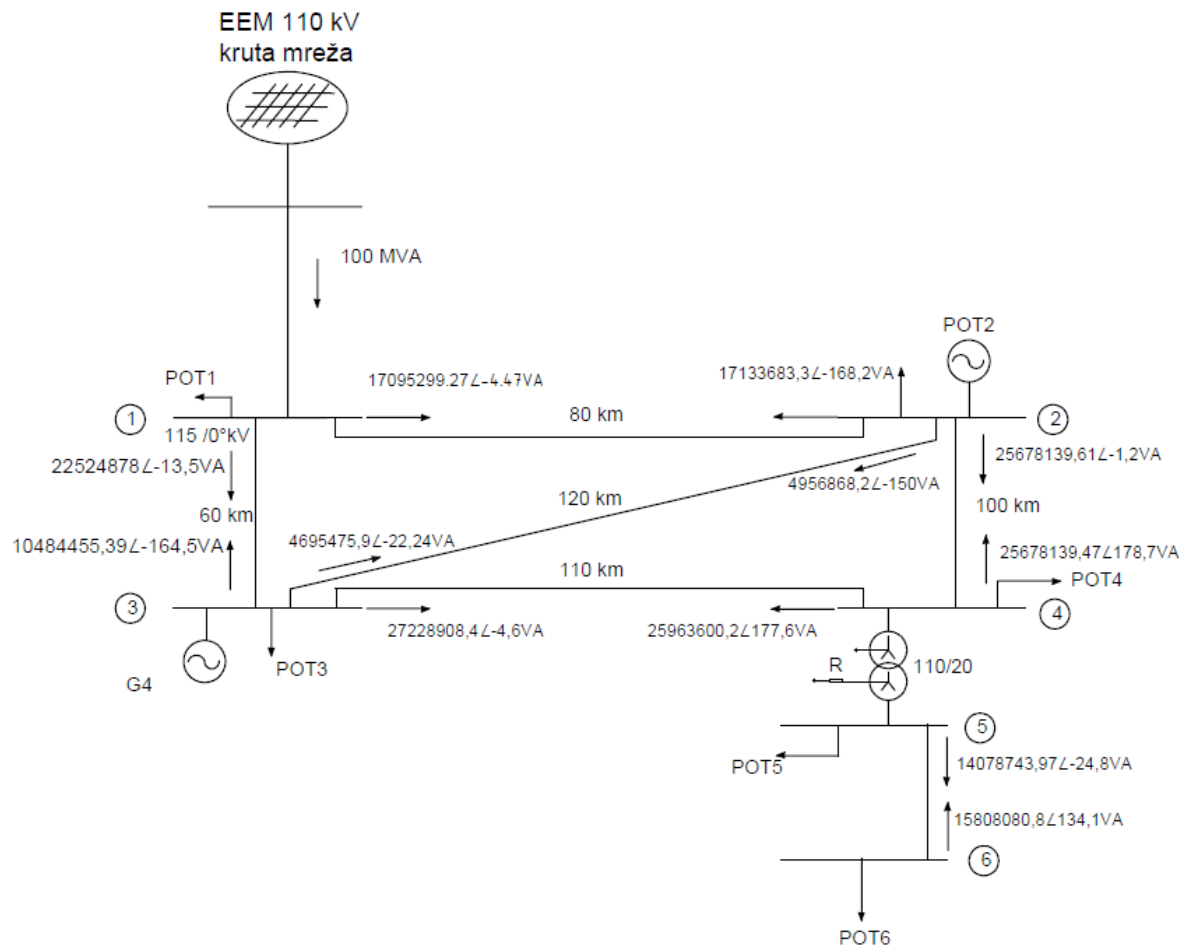 EEM 110 kV
kruta mreža
100 MVA
POT2
POT1
17095299.27∠-4.47VA
17133683,3∠-168,2VA
1
80 km
2
115 /0°kV
22524878∠-13,5VA
25678139,61∠-1,2VA
4956868,2∠-150VA
120 km
60 km
100 km
10484455,39∠-164,5VA
4695475,9∠-22,24VA
25678139,47∠178,7VA
110 km
POT4
3
4
27228908,4∠-4,6VA
25963600,2∠177,6VA
POT3
R
110/20
G4
5
POT5
14078743,97∠-24,8VA
15808080,8∠134,1VA
6
POT6